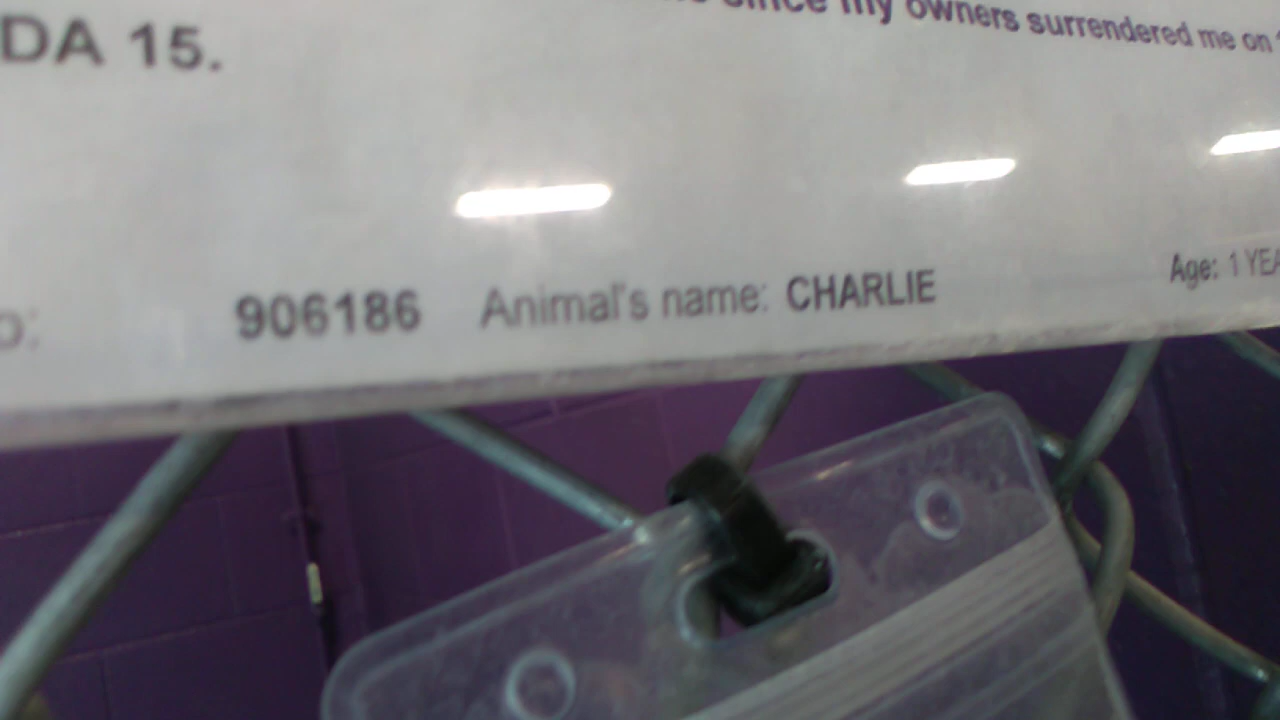 since my owners surrendered me on
DA 15.
906186 Animal's name: CHARLIE Age: 1